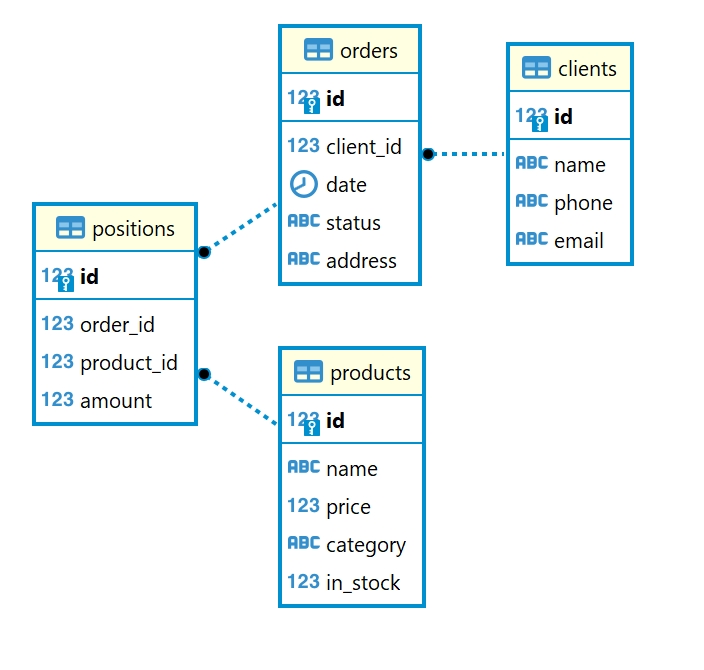 orders
123 id
123 client_id
date
ABC status
ABC address
clients
123 id
ABC name
ABC phone
ABC email
positions
123 id
123 order_id
123 product_id
123 amount
products
123 id
ABC name
123 price
ABC category
123 in_stock